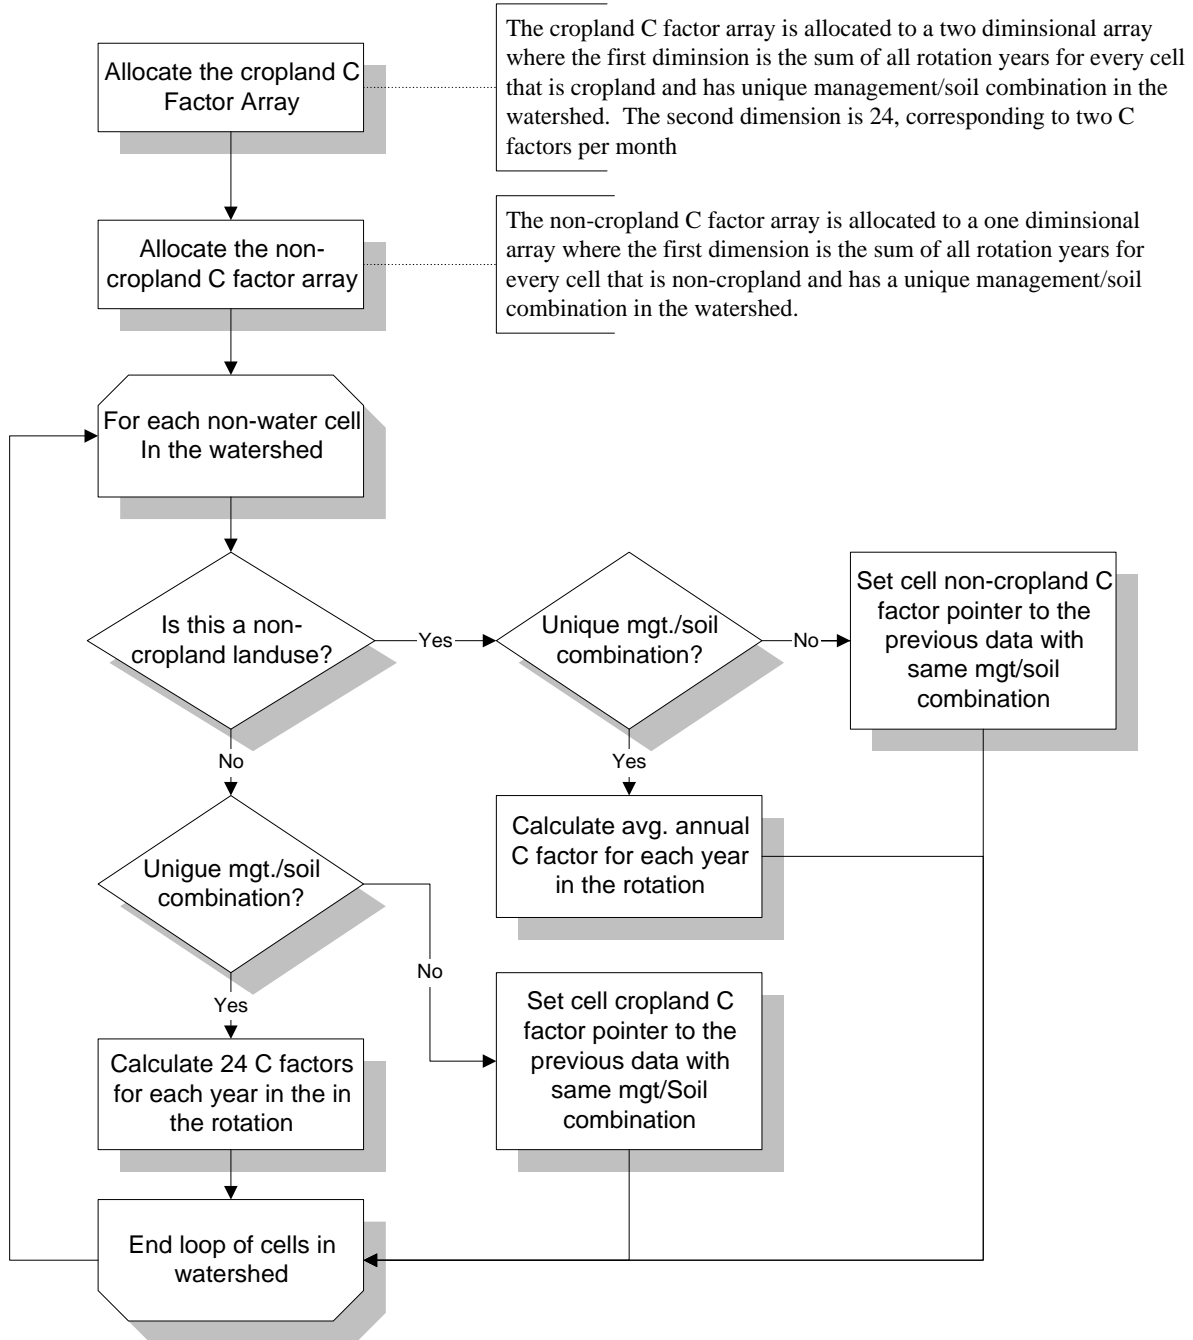 Allocate the cropland C
Factor Array
The cropland C factor array is allocated to a two diminsional array
where the first diminsion is the sum of all rotation years for every cell
that is cropland and has unique management/soil combination in the
watershed.  The second dimension is 24, corresponding to two C
factors per month
Allocate the non-
cropland C factor array
The non-cropland C factor array is allocated to a one diminsional
array where the first dimension is the sum of all rotation years for
every cell that is non-cropland and has a unique management/soil
combination in the watershed.
For each non-water cell
In the watershed
Is this a non-
cropland landuse?
Yes
Unique mgt./soil
combination?
No
Set cell non-cropland C
factor pointer to the
previous data with
same mgt/soil
combination
No
Yes
Calculate avg. annual
C factor for each year
in the rotation
Unigue mgt./soil
combination?
No
Yes
Set cell cropland C
factor pointer to the
previous data with
same mgt/Soil
combination
Calculate 24 C factors
for each year in the in
the rotation
End loop of cells in
watershed